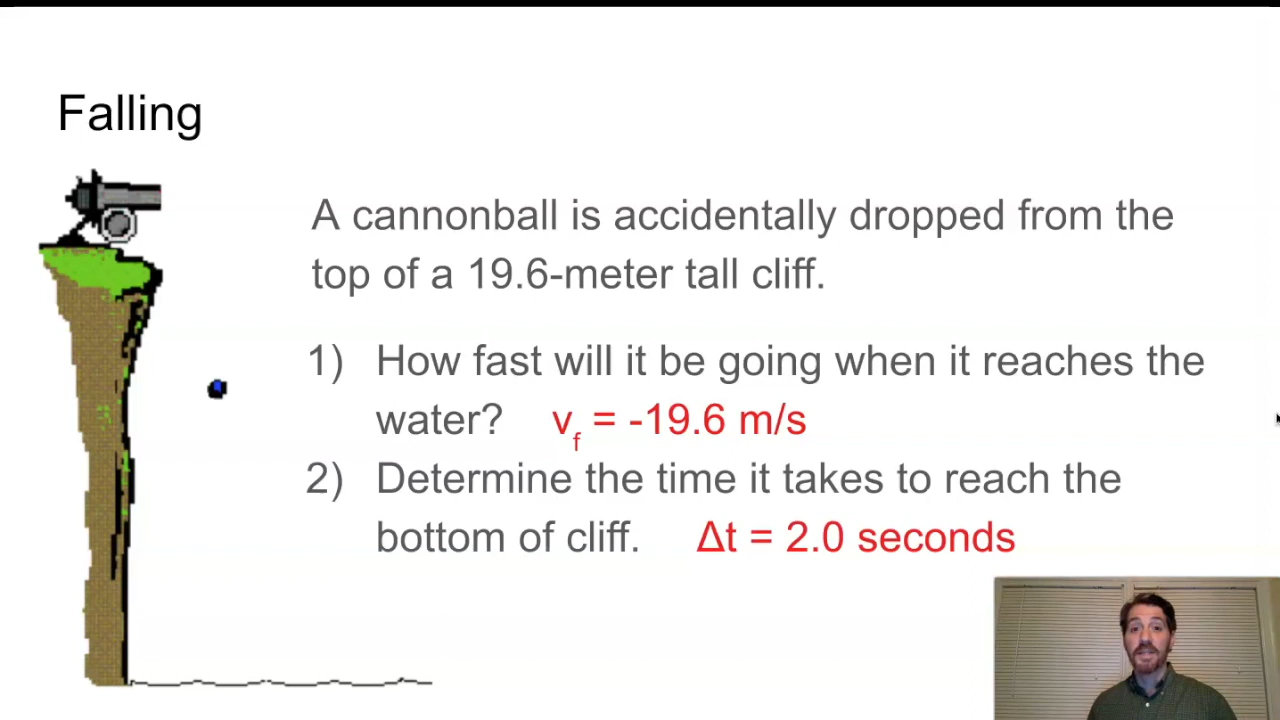 Falling
A cannonball is accidentally dropped from the
top of a 19.6-meter tall cliff.
1) How fast will it be going when it reaches the
water? vf = -19.6 m/s
2) Determine the time it takes to reach the
bottom of cliff. Δt = 2.0 seconds